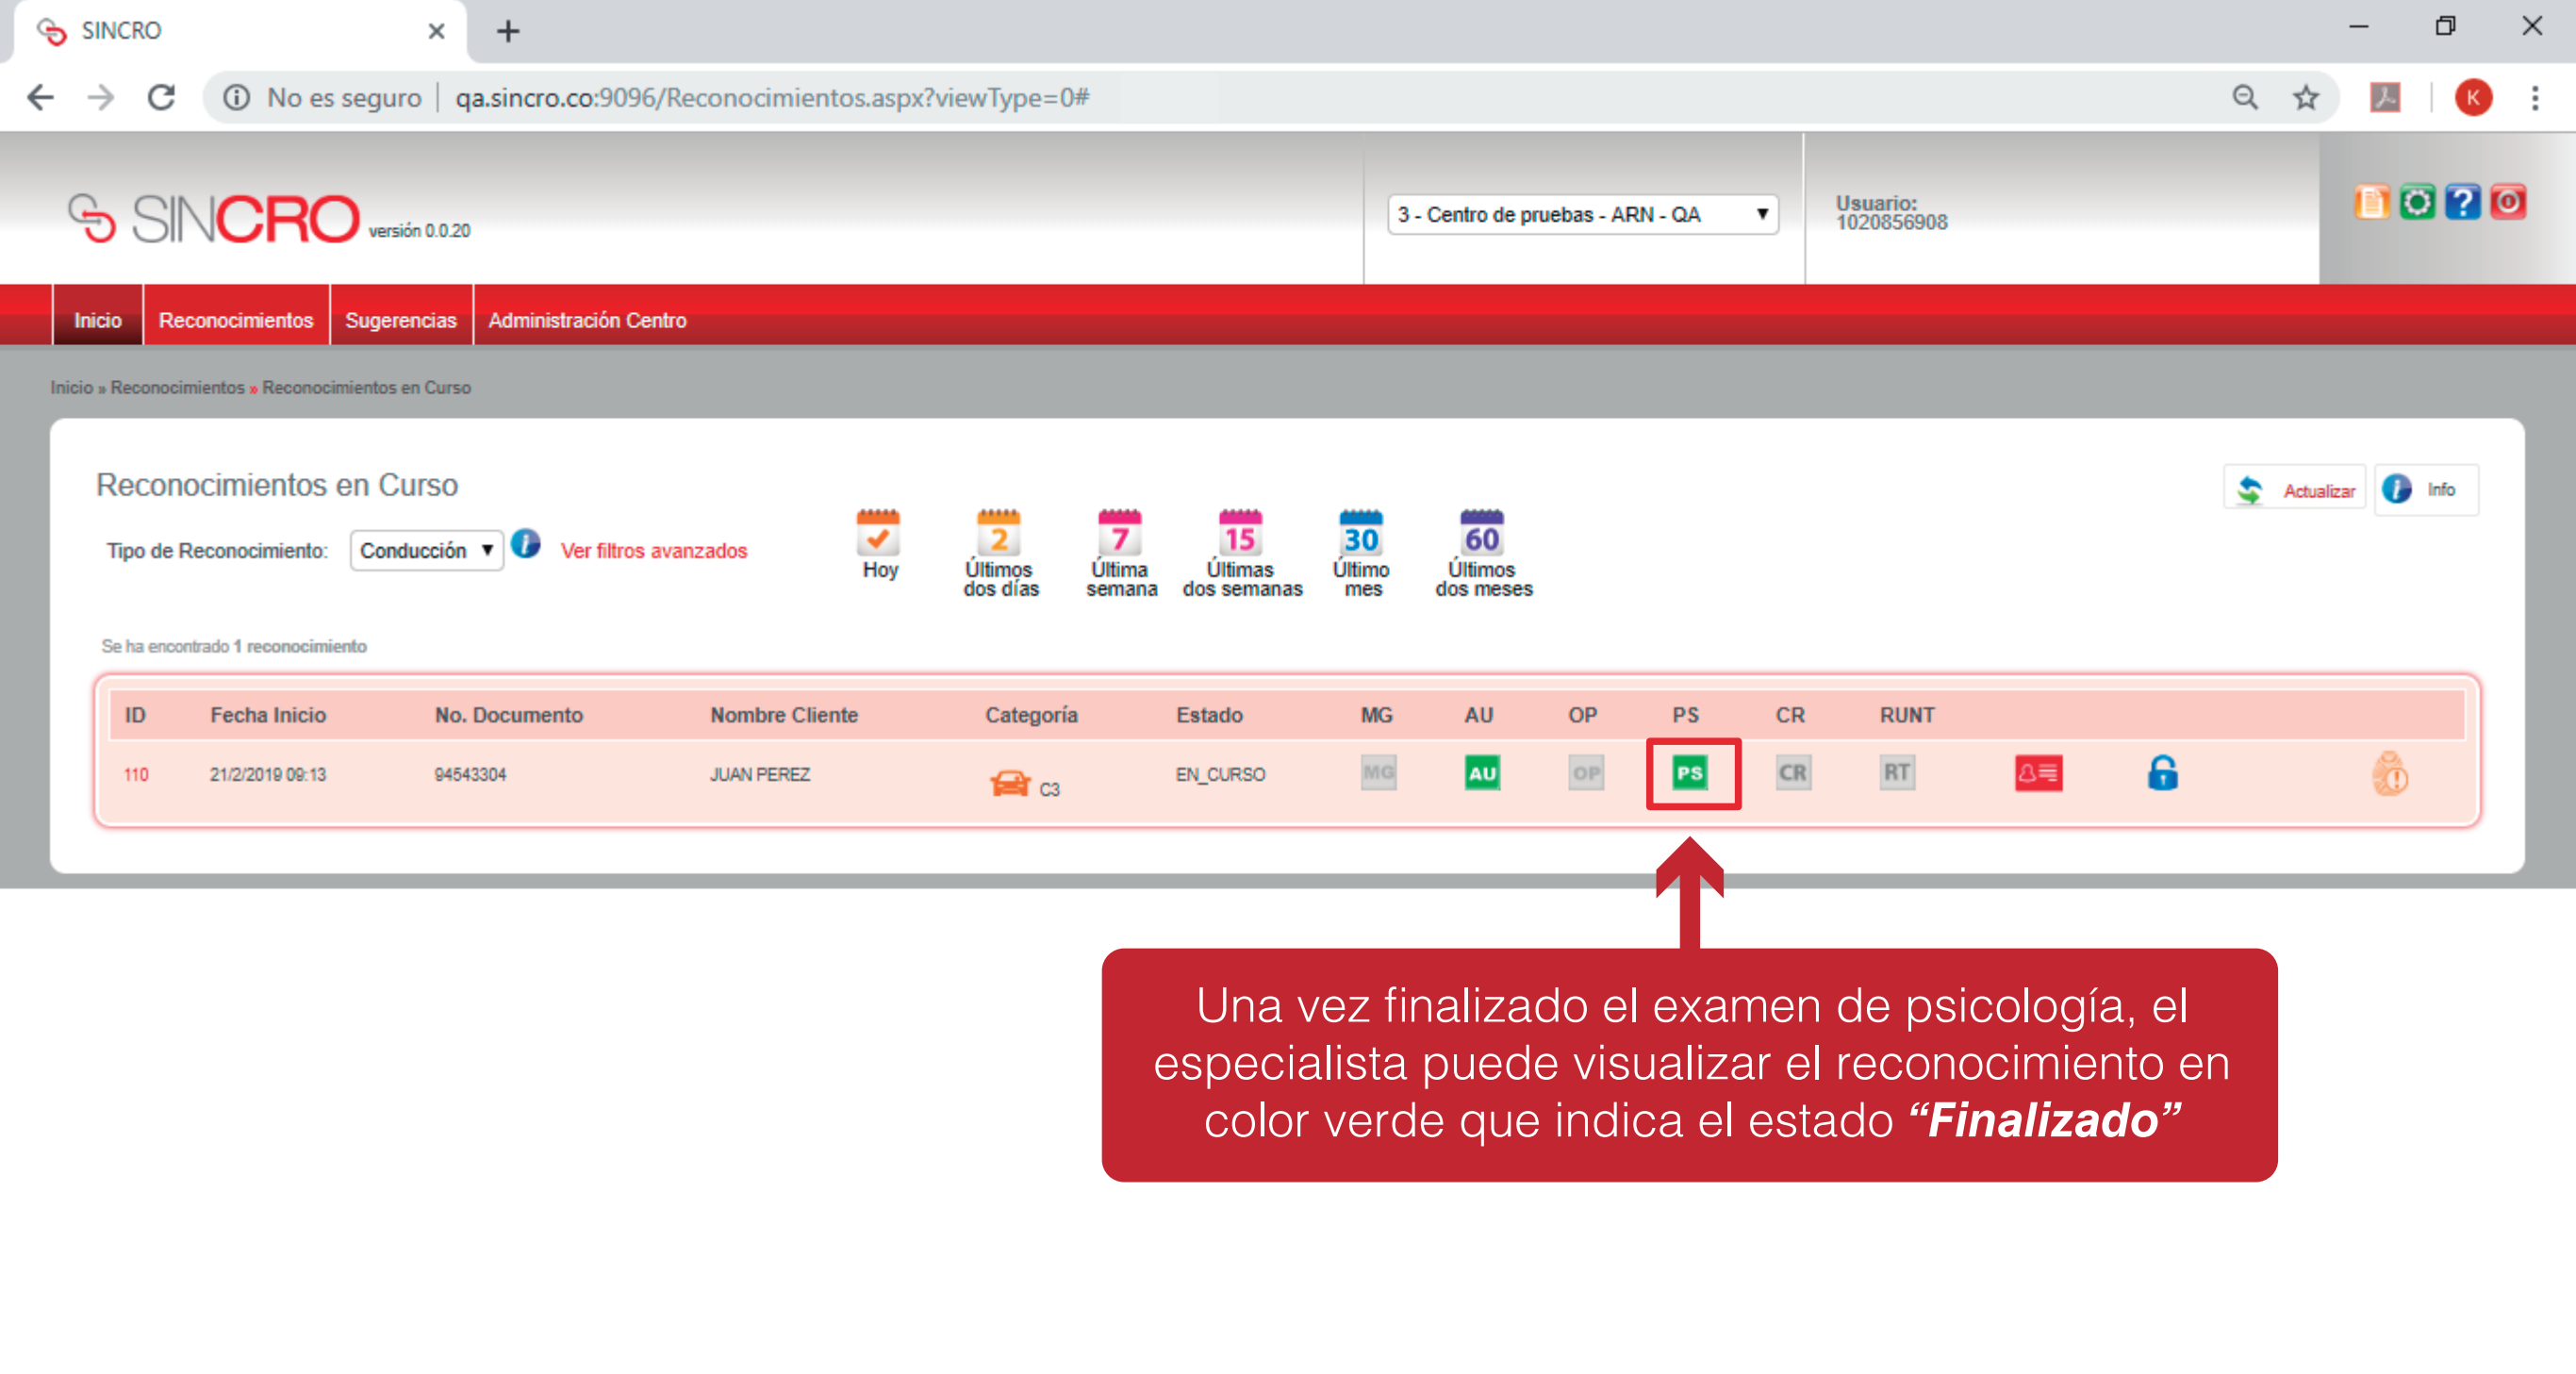 SINCRO
No es seguro | qa.sincro.co:9096/Reconocimientos.aspx?viewType=0#
K
SINCRO versión 0.0.20
3 - Centro de pruebas - ARN - QA
Usuario:
1020856908
Inicio Reconocimientos Sugerencias Administración Centro
Inicio » Reconocimientos » Reconocimientos en Curso
Reconocimientos en Curso
Actualizar Info
Tipo de Reconocimiento: Conducción Ver filtros avanzados
Hoy
2 Últimos
dos días
7 Última
semana
15 Últimas
dos semanas
30 Último
mes
60 Últimos
dos meses
Se ha encontrado 1 reconocimiento
ID Fecha Inicio No. Documento Nombre Cliente Categoría Estado MG AU OP PS CR RUNT
110 21/2/2019 09:13 94543304 JUAN PEREZ C3 EN_CURSO MG AU OP PS CR RT
Una vez finalizado el examen de psicología, el
especialista puede visualizar el reconocimiento en
color verde que indica el estado “Finalizado”